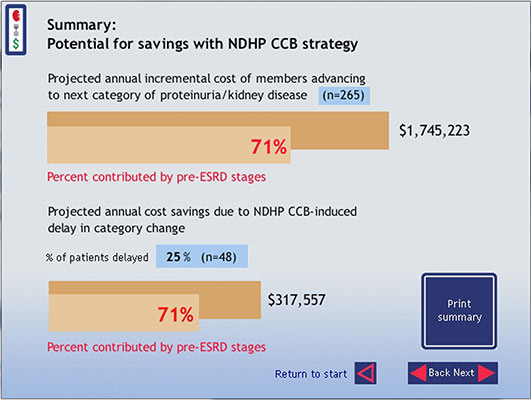 $
Summary:
Potential for savings with NDHP CCB strategy
Projected annual incremental cost of members advancing
to next category of proteinuria/kidney disease (n=265)
$1,745,223
71%
Percent contributed by pre-ESRD stages
Projected annual cost savings due to NDHP CCB-induced
delay in category change
% of patients delayed 25% (n=48)
$317,557
71%
Percent contributed by pre-ESRD stages
Print
summary
Return to start
Back Next